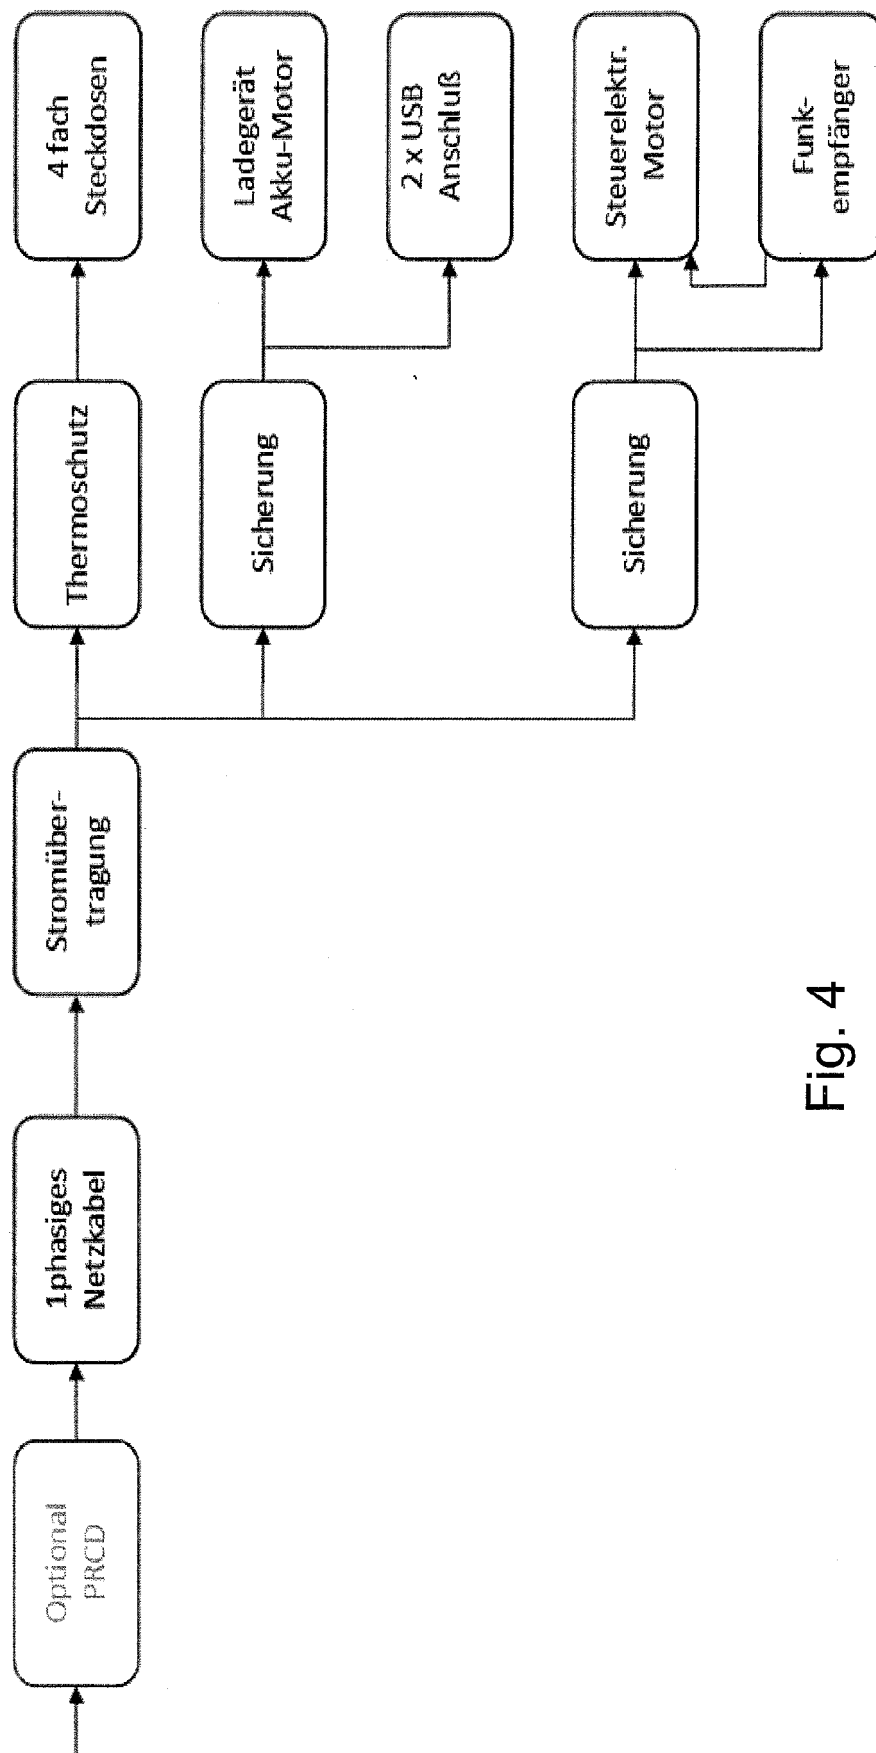 Optional
PRCD
1phasiges
Netzkabel
Stromüber-
tragung
Thermoschutz
4 fach
Steckdosen
Sicherung
Ladegerät
Akku-Motor
2 x USB
Anschluß
Sicherung
Steuerelektr.
Motor
Funk-
empfänger
Fig. 4